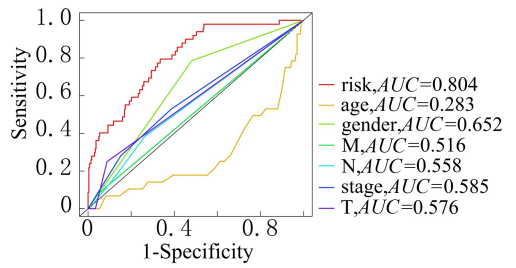 1.0
0.8
0.6
0.4
0.2
0
Sensitivity
0
0.4
0.8
1-Specificity
risk,AUC=0.804
age,AUC=0.283
gender,AUC=0.652
M,AUC=0.516
N,AUC=0.558
stage,AUC=0.585
T,AUC=0.576